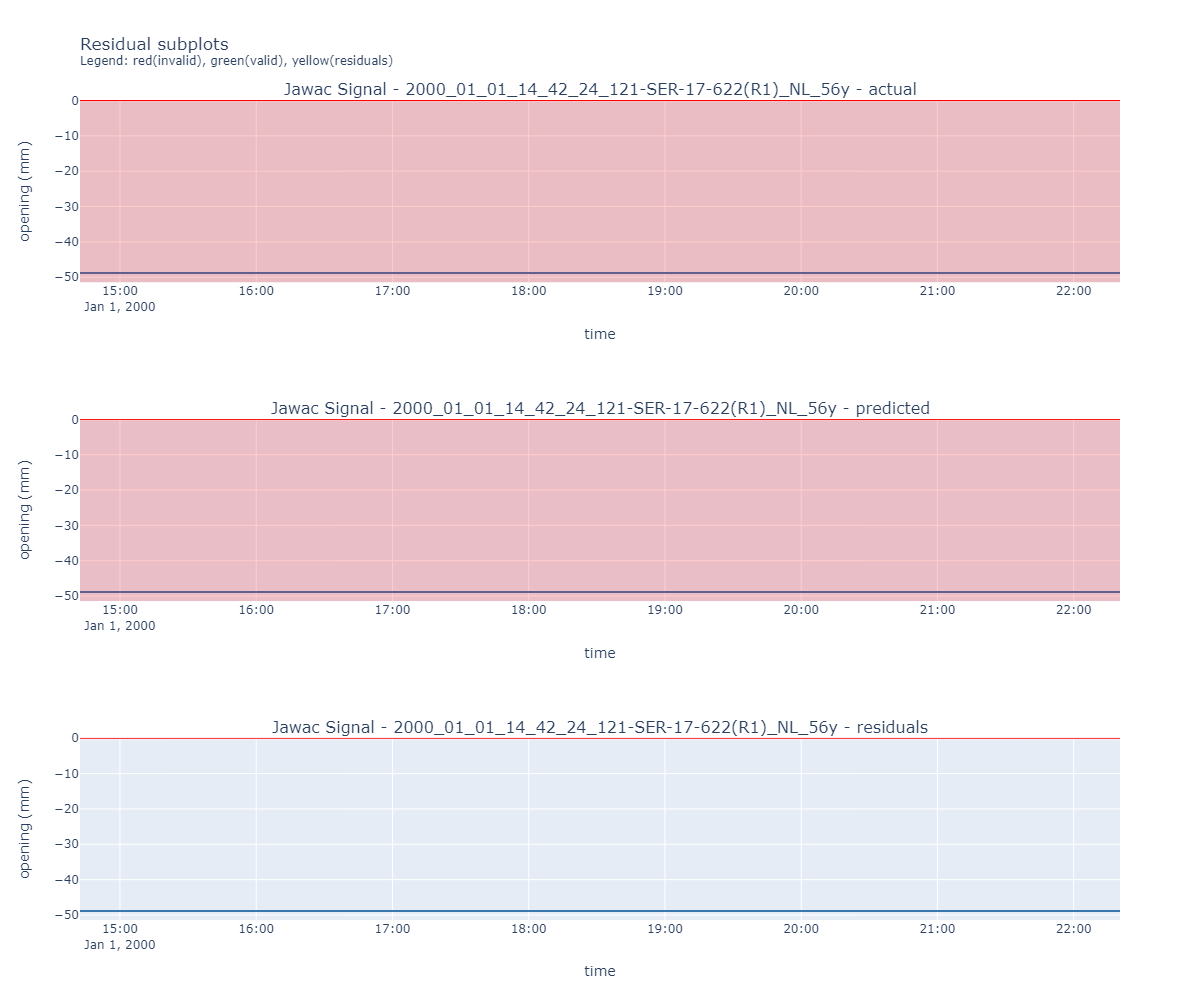 Residual subplots
Legend: red(invalid), green(valid), yellow(residuals)
Jawac Signal - 2000_01_01_14_42_24_121-SER-17-622(R1)_NL_56y - actual
0
−10
−20
−30
−40
−50
opening (mm)
15:00 16:00 17:00 18:00 19:00 20:00 21:00 22:00
Jan 1, 2000
time
Jawac Signal - 2000_01_01_14_42_24_121-SER-17-622(R1)_NL_56y - predicted
0
−10
−20
−30
−40
−50
opening (mm)
15:00 16:00 17:00 18:00 19:00 20:00 21:00 22:00
Jan 1, 2000
time
Jawac Signal - 2000_01_01_14_42_24_121-SER-17-622(R1)_NL_56y - residuals
0
−10
−20
−30
−40
−50
opening (mm)
15:00 16:00 17:00 18:00 19:00 20:00 21:00 22:00
Jan 1, 2000
time